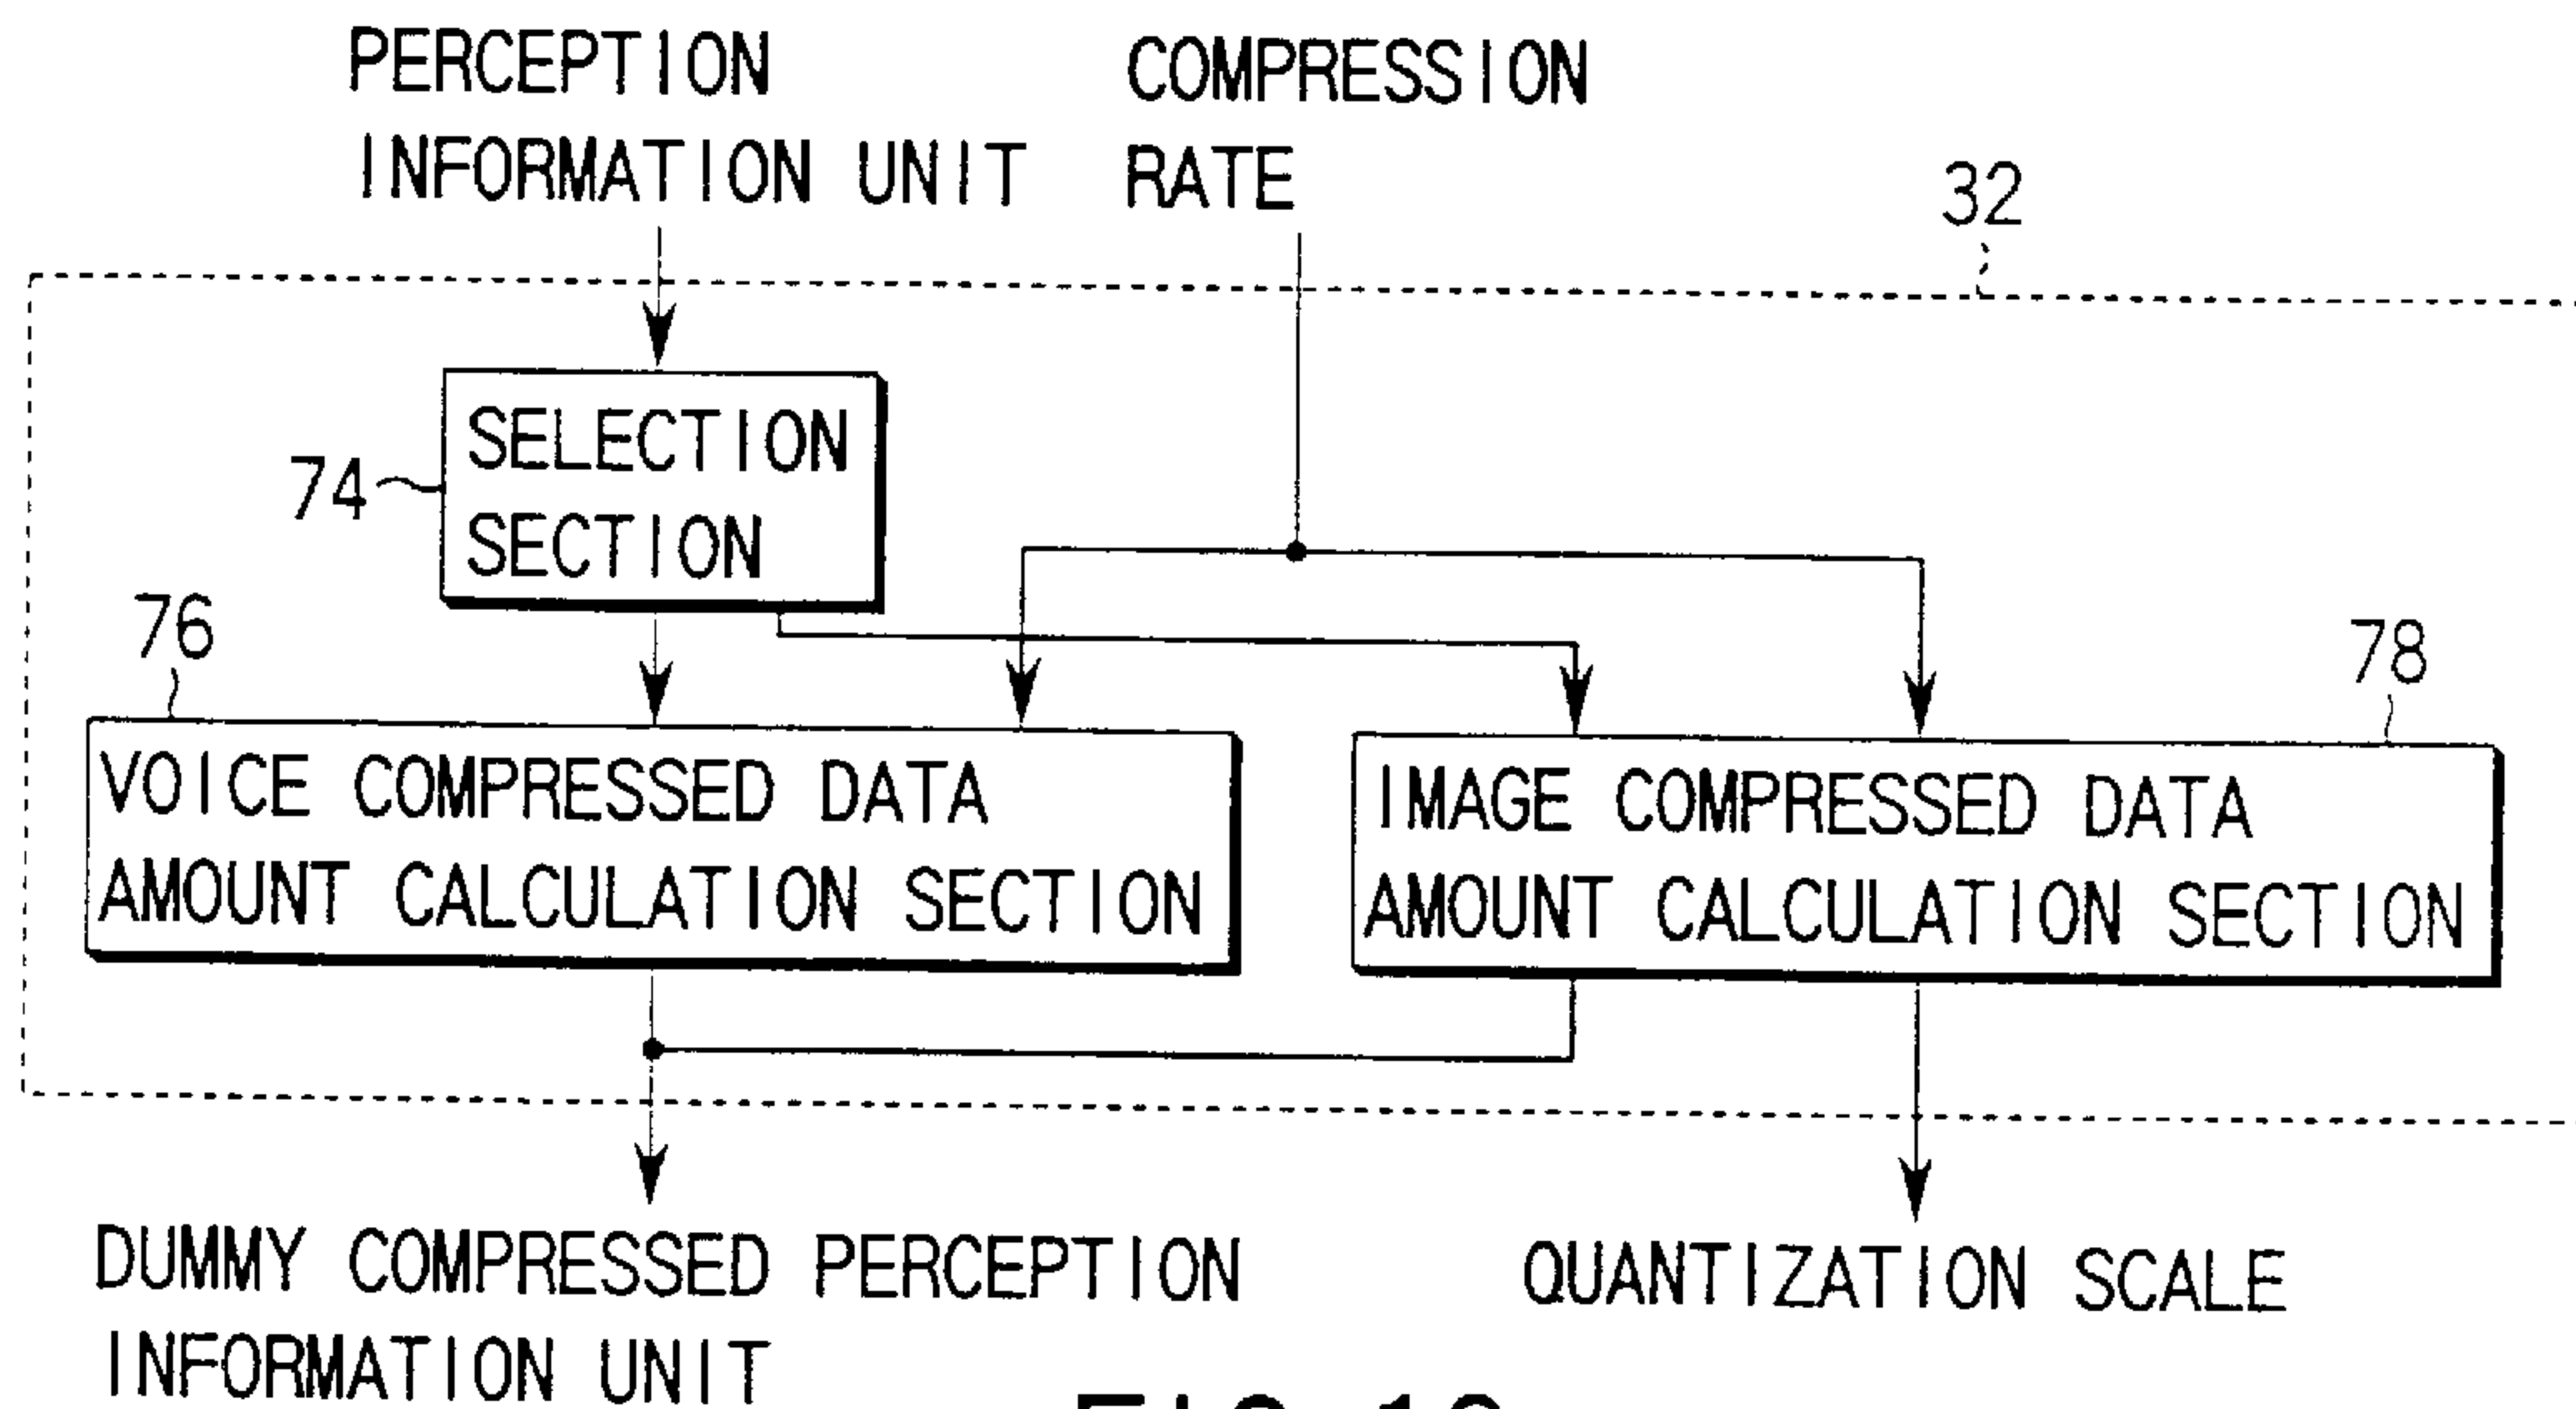 PERCEPTION
INFORMATION UNIT
COMPRESSION
RATE
32
SELECTION
SECTION
74
76
78
VOICE COMPRESSED DATA
AMOUNT CALCULATION SECTION
IMAGE COMPRESSED DATA
AMOUNT CALCULATION SECTION
DUMMY COMPRESSED PERCEPTION
INFORMATION UNIT
QUANTIZATION SCALE